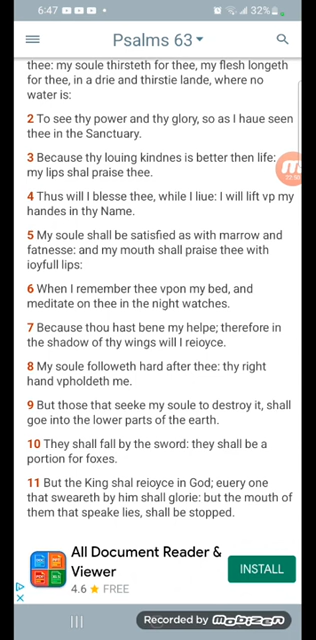 6:47
32%
Psalms 63
thee: my soule thirsteth for thee, my flesh longeth
for thee, in a drie and thirstie lande, where no
water is:
2 To see thy power and thy glory, so as I haue seen
thee in the Sanctuary.
3 Because thy louing kindnes is better then life:
my lips shal praise thee.
4 Thus will I blesse thee, while I liue: I will lift vp my
handes in thy Name.
5 My soule shall be satisfied as with marrow and
fatnesse: and my mouth shall praise thee with
ioyfull lips:
6 When I remember thee vpon my bed, and
meditate on thee in the night watches.
7 Because thou hast bene my helpe; therefore in
the shadow of thy wings will I reioyce.
8 My soule followeth hard after thee: thy right
hand vpholdeth me.
9 But those that seeke my soule to destroy it, shall
goe into the lower parts of the earth.
10 They shall fall by the sword: they shall be a
portion for foxes.
11 But the King shal reioyce in God; euery one
that sweareth by him shall glorie: but the mouth of
them that speake lies, shall be stopped.
All Document Reader &
Viewer
INSTALL
4.6 ★ FREE
Recorded by mobizen